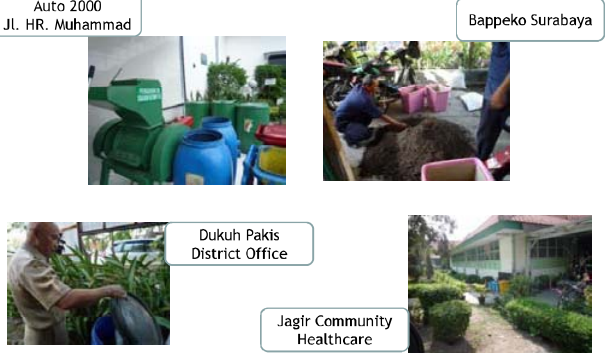 Auto 2000
Jl. HR. Muhammad
Bappeko Surabaya
Dukuh Pakis
District Office
Jagir Community
Healthcare